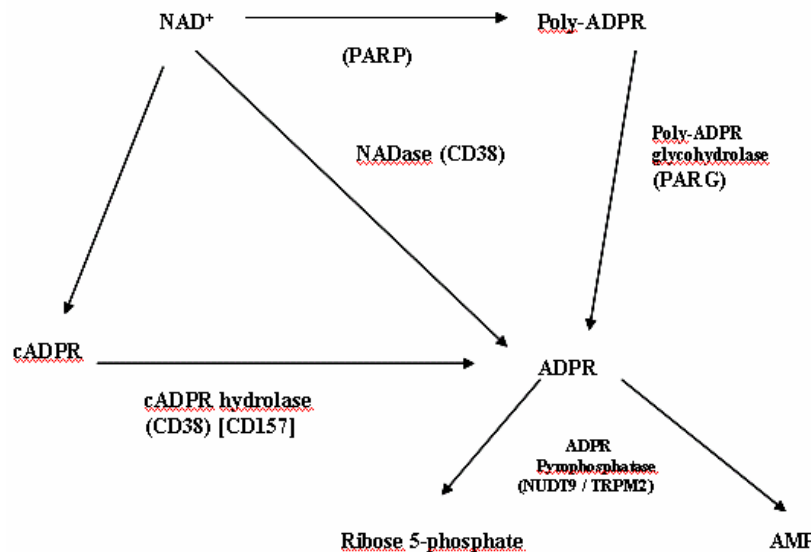 NAD+
Poly-ADPR
(PARP)
NADase (CD38)
Poly-ADPR
glycohydrolase
(PARG)
cADPR
ADPR
cADPR hydrolase
(CD38) [CD157]
ADPR
Pyrophosphatase
(NUDT9 / TRPM2)
Ribose 5-phosphate
AMP